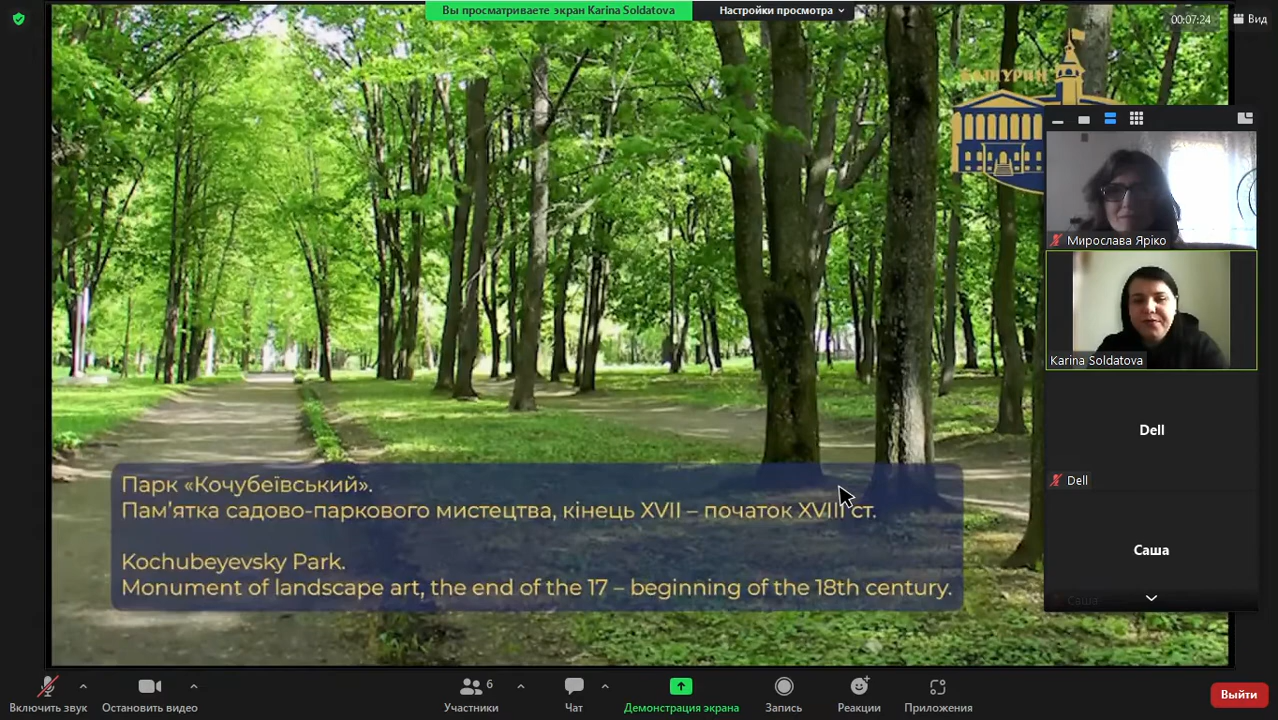 Вы просматриваете экран Karina Soldatova
Настройки просмотра
00:07:24
Вид
БАТУРИН
Мирослава Яріко
Karina Soldatova
Dell
Dell
Саша
Саша
Парк «Кочубеївський».
Пам’ятка садово-паркового мистецтва, кінець XVII – початок XVIII ст.
Kochubeyevsky Park.
Monument of landscape art, the end of the 17 – beginning of the 18th century.
Включить звук
Остановить видео
6
Участники
Чат
Демонстрация экрана
Запись
Реакции
Приложения
Выйти